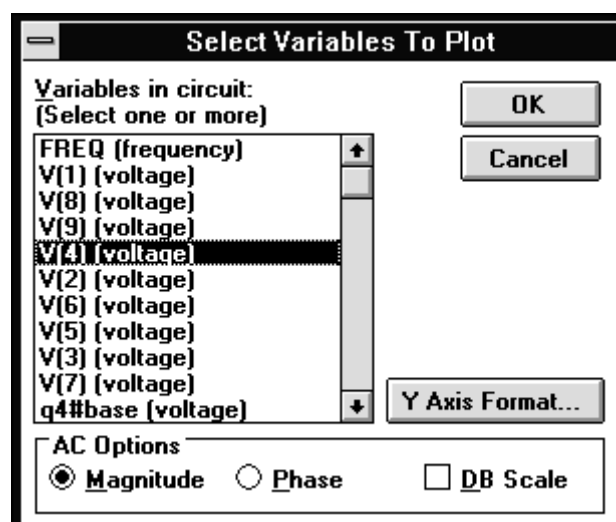 Select Variables To Plot
Variables in circuit:
(Select one or more)
FREQ (frequency)
V(1) (voltage)
V(8) (voltage)
V(9) (voltage)
V(4) (voltage)
V(2) (voltage)
V(6) (voltage)
V(5) (voltage)
V(3) (voltage)
V(7) (voltage)
q4#base (voltage)
OK
Cancel
Y Axis Format...
AC Options
Magnitude Phase DB Scale